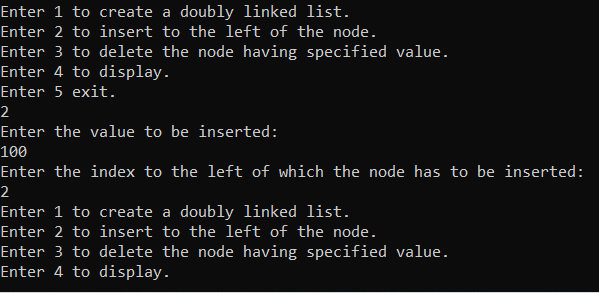 Enter 1 to create a doubly linked list.
Enter 2 to insert to the left of the node.
Enter 3 to delete the node having specified value.
Enter 4 to display.
Enter 5 exit.
2
Enter the value to be inserted:
100
Enter the index to the left of which the node has to be inserted:
2
Enter 1 to create a doubly linked list.
Enter 2 to insert to the left of the node.
Enter 3 to delete the node having specified value.
Enter 4 to display.